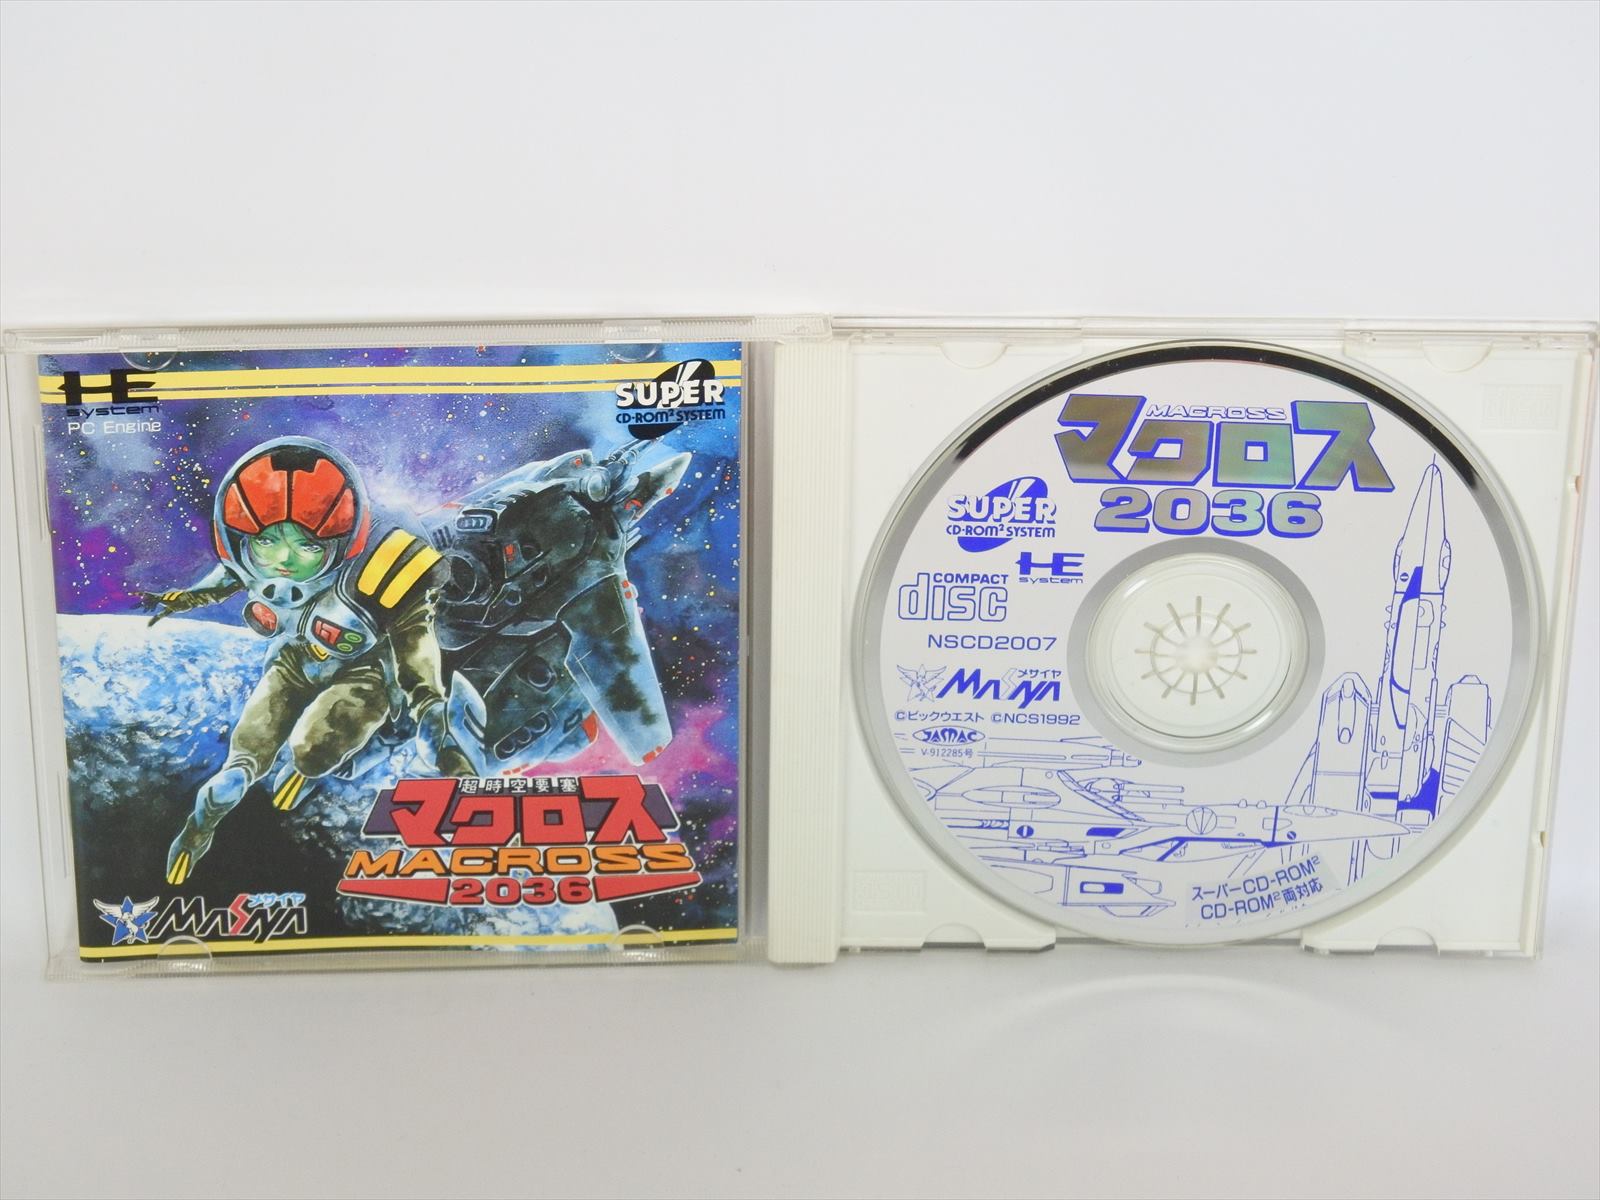 HE
system
PC Engine
SUPER
CD-ROM² SYSTEM
超時空要塞
マクロス
MACROSS
2036
メサイヤ
MASAYA
MACROSS
マクロス
2036
SUPER
CD-ROM² SYSTEM
HE
system
COMPACT
disc
NSCD2007
メサイヤ
MASAYA
©ビックウエスト ©NCS1992
JASRAC
V-912285号
スーパーCD-ROM²
CD-ROM²両対応